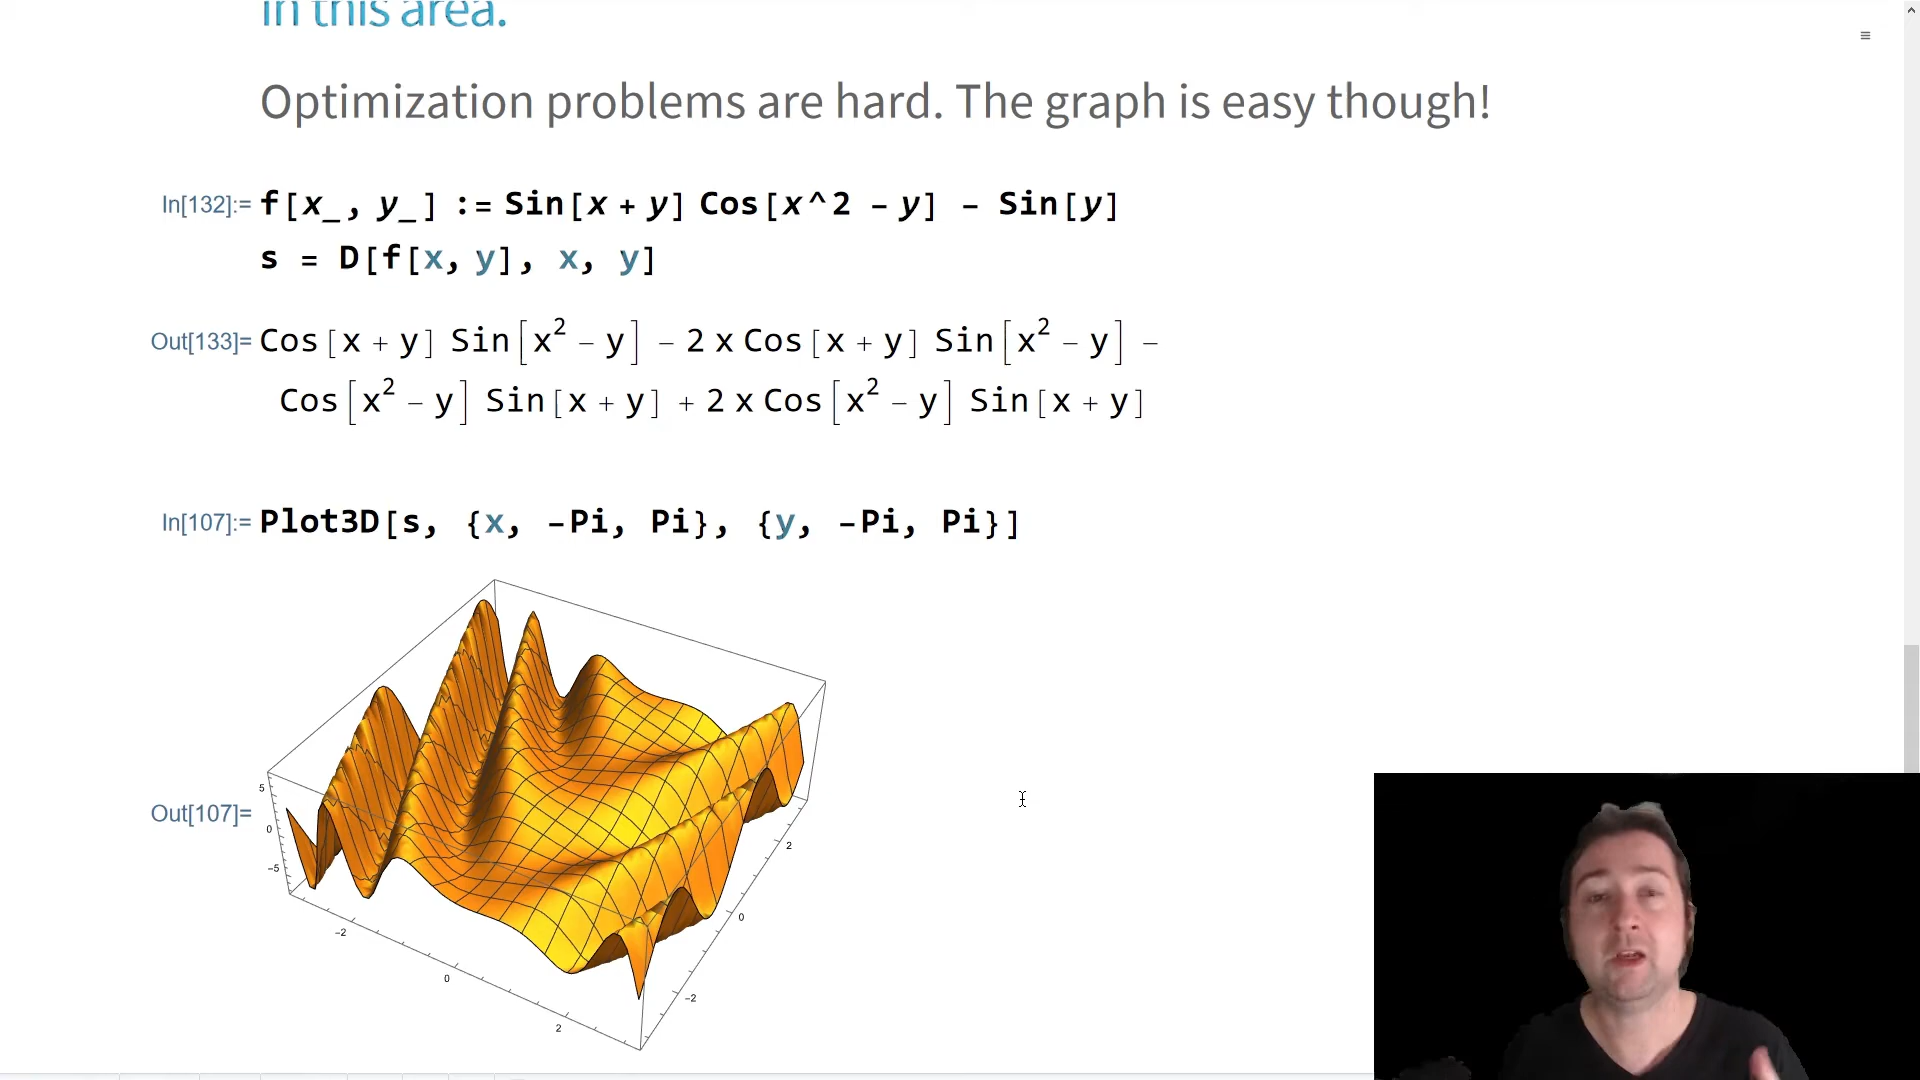 in this area.
Optimization problems are hard. The graph is easy though!
In[132]:= f[x_, y_] := Sin[x + y] Cos[x^2 - y] - Sin[y]
s = D[f[x, y], x, y]
Out[133]= Cos[x + y] Sin[x² - y] - 2 x Cos[x + y] Sin[x² - y] -
Cos[x² - y] Sin[x + y] + 2 x Cos[x² - y] Sin[x + y]
In[107]:= Plot3D[s, {x, -Pi, Pi}, {y, -Pi, Pi}]
Out[107]=
5
0
-5
-2
0
2
2
0
-2